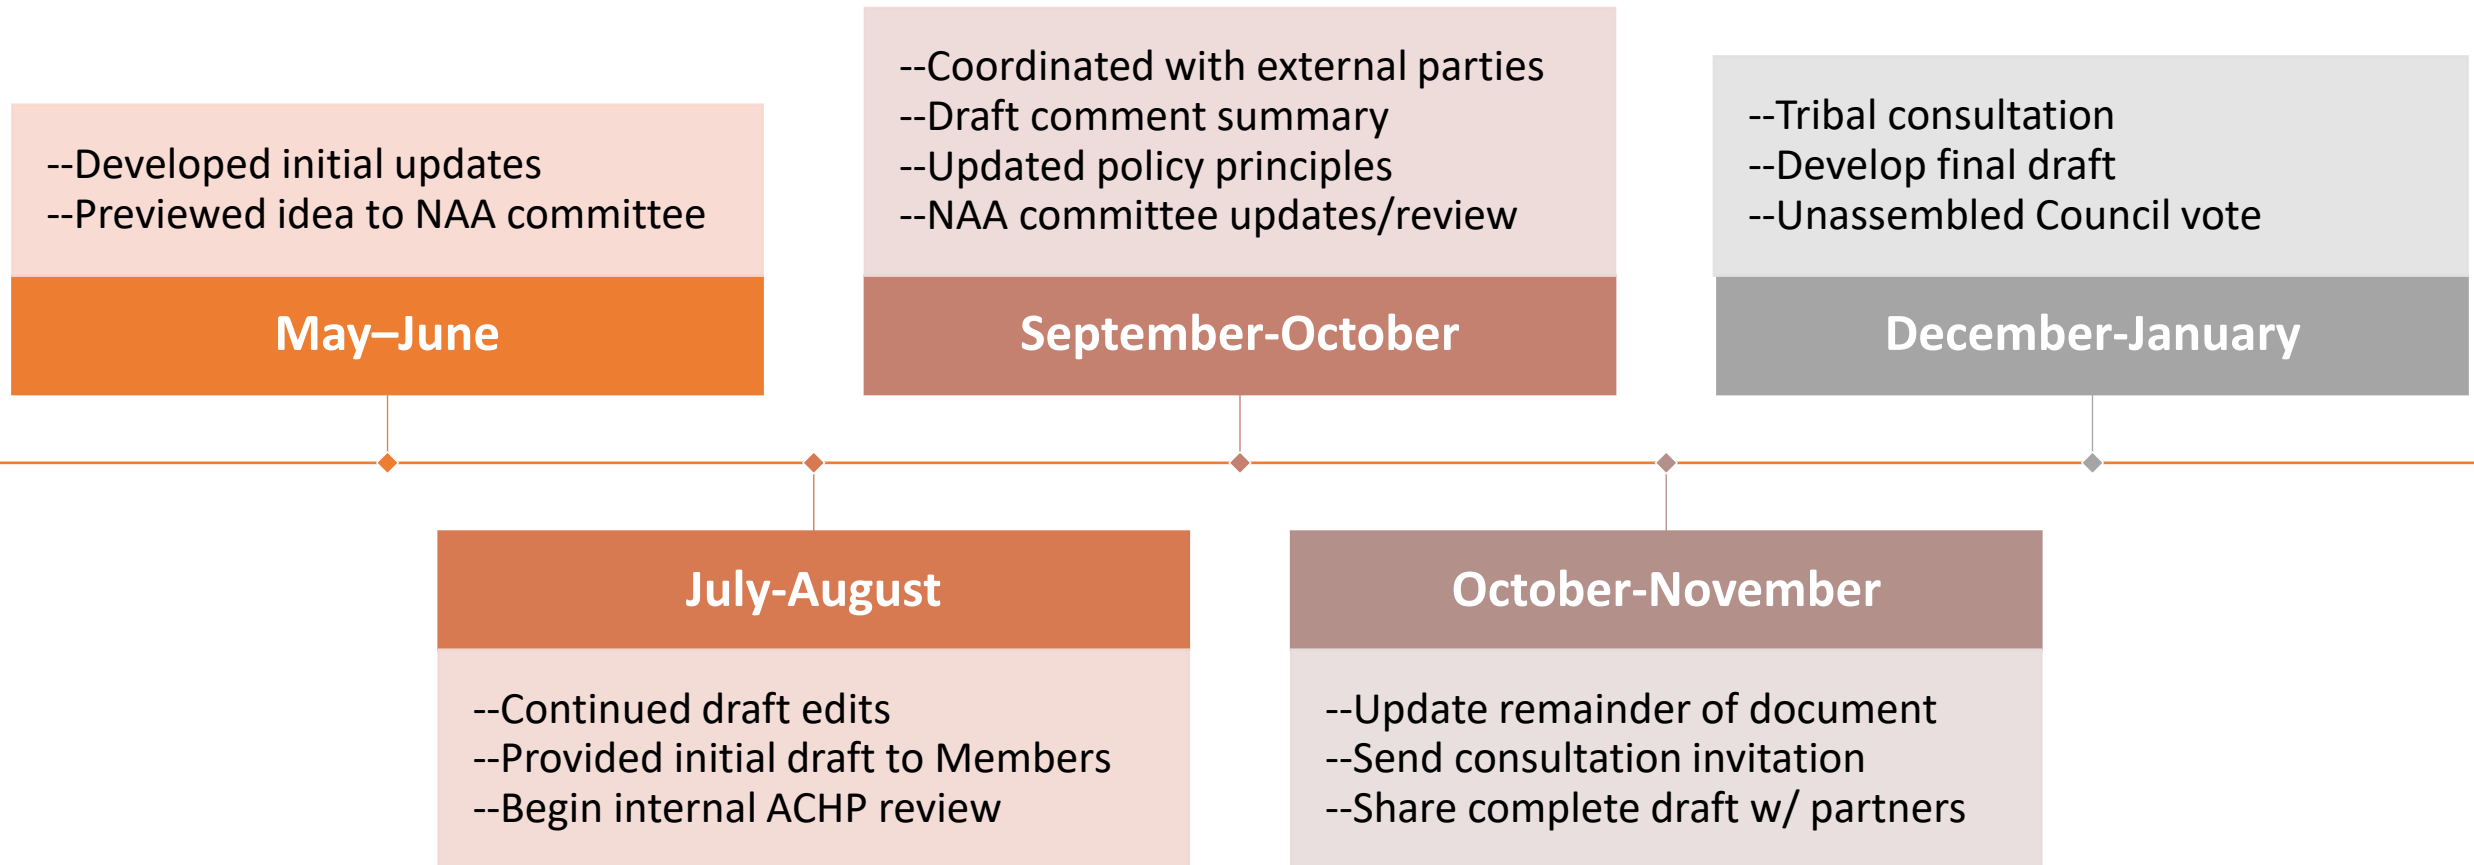 --Developed initial updates
--Previewed idea to NAA committee
May–June
--Continued draft edits
--Provided initial draft to Members
--Begin internal ACHP review
July-August
--Coordinated with external parties
--Draft comment summary
--Updated policy principles
--NAA committee updates/review
September-October
--Update remainder of document
--Send consultation invitation
--Share complete draft w/ partners
October-November
--Tribal consultation
--Develop final draft
--Unassembled Council vote
December-January